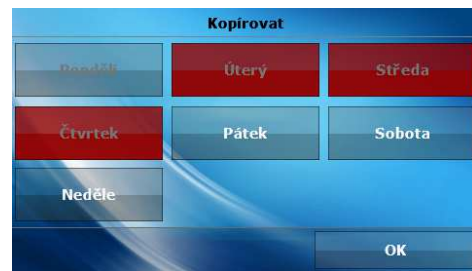 Kopírovat
Pondělí
Úterý
Středa
Čtvrtek
Pátek
Sobota
Neděle
OK